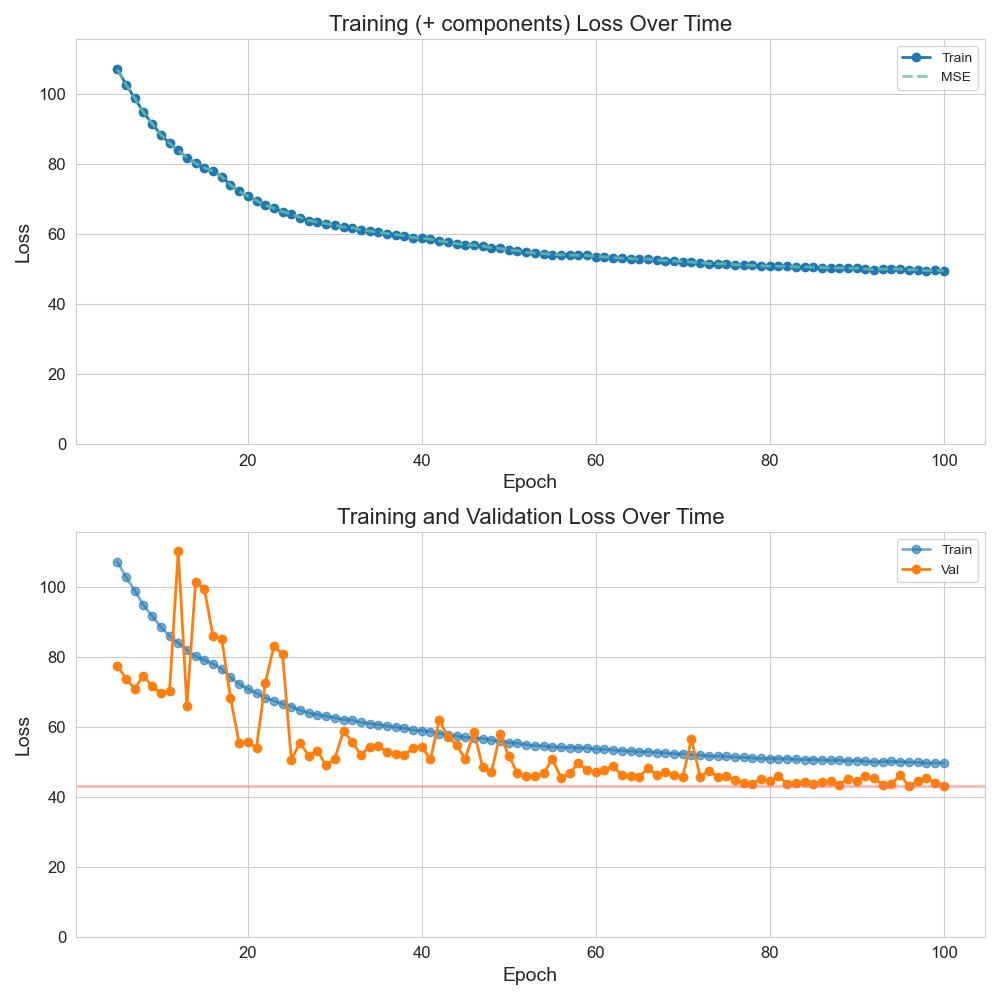 Training (+ components) Loss Over Time
Train
MSE
100
80
60
40
20
0
Loss
20 40 60 80 100
Epoch
Training and Validation Loss Over Time
Train
Val
100
80
60
40
20
0
Loss
20 40 60 80 100
Epoch